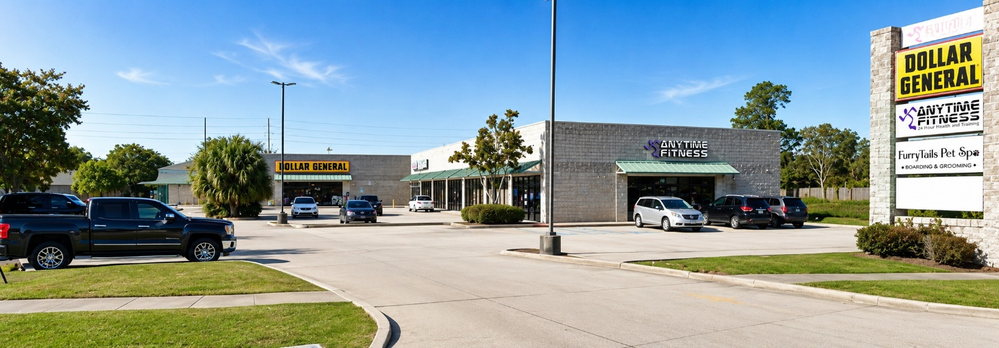 DOLLAR GENERAL
ANYTIME
FITNESS
DOLLAR
GENERAL
ANYTIME
FITNESS
24 Hour Health and Training
FurryTails Pet Spa
• BOARDING & GROOMING •